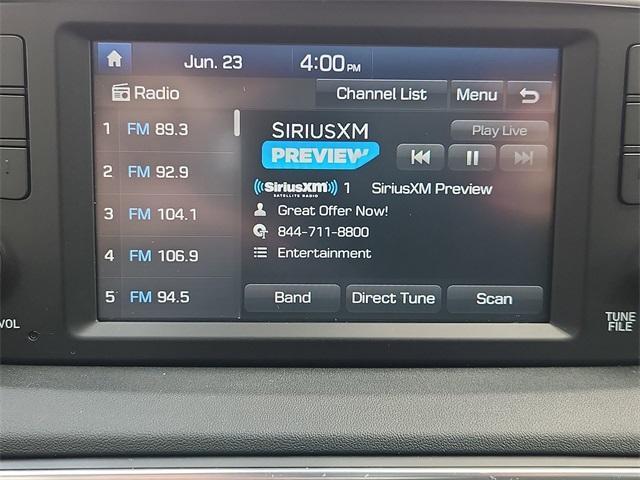 Jun. 23 4:00 PM
Radio Channel List Menu
1 FM 89.3
2 FM 92.9
3 FM 104.1
4 FM 106.9
5 FM 94.5
SIRIUSXM Play Live
PREVIEW
((SiriusXM)) 1 SiriusXM Preview
SATELLITE RADIO
Great Offer Now!
844-711-8800
Entertainment
Band Direct Tune Scan
VOL
TUNE
FILE